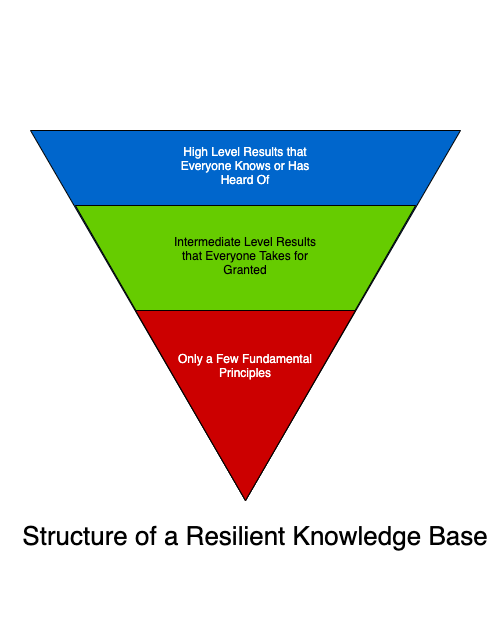 High Level Results that
Everyone Knows or Has
Heard Of
Intermediate Level Results
that Everyone Takes for
Granted
Only a Few Fundamental
Principles
Structure of a Resilient Knowledge Base